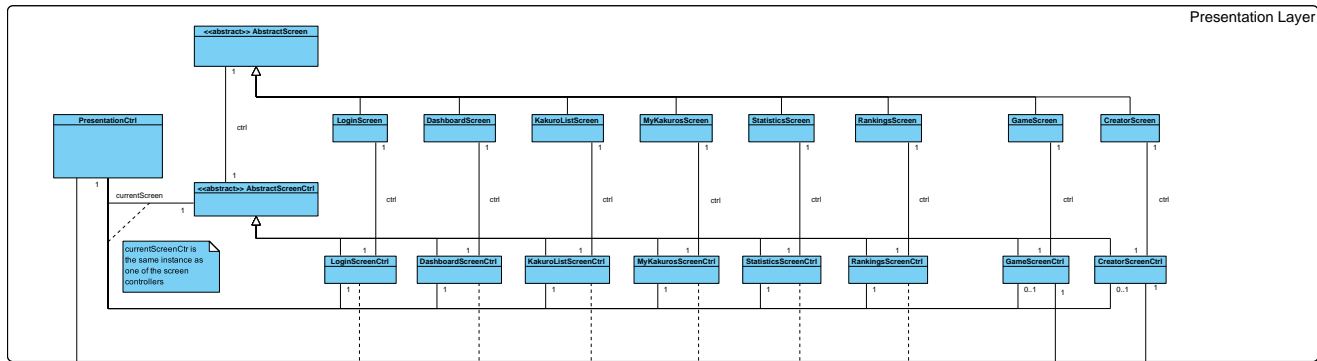 Presentation Layer
<<abstract>> AbstractScreen
1
PresentationCtrl
LoginScreen
DashboardScreen
KakuroListScreen
MyKakurosScreen
StatisticsScreen
RankingsScreen
GameScreen
CreatorScreen
ctrl
1
1
1
1
1
1
1
1
1
1
<<abstract>> AbstractScreenCtrl
currentScreen
1
ctrl
ctrl
ctrl
ctrl
ctrl
ctrl
ctrl
ctrl
currentScreenCtr is
the same instance as
one of the screen
controllers
1
1
1
1
1
1
1
1
LoginScreenCtrl
DashboardScreenCtrl
KakuroListScreenCtrl
MyKakurosScreenCtrl
StatisticsScreenCtrl
RankingsScreenCtrl
GameScreenCtrl
CreatorScreenCtrl
1
1
1
1
1
1
0..1
1
0..1
1